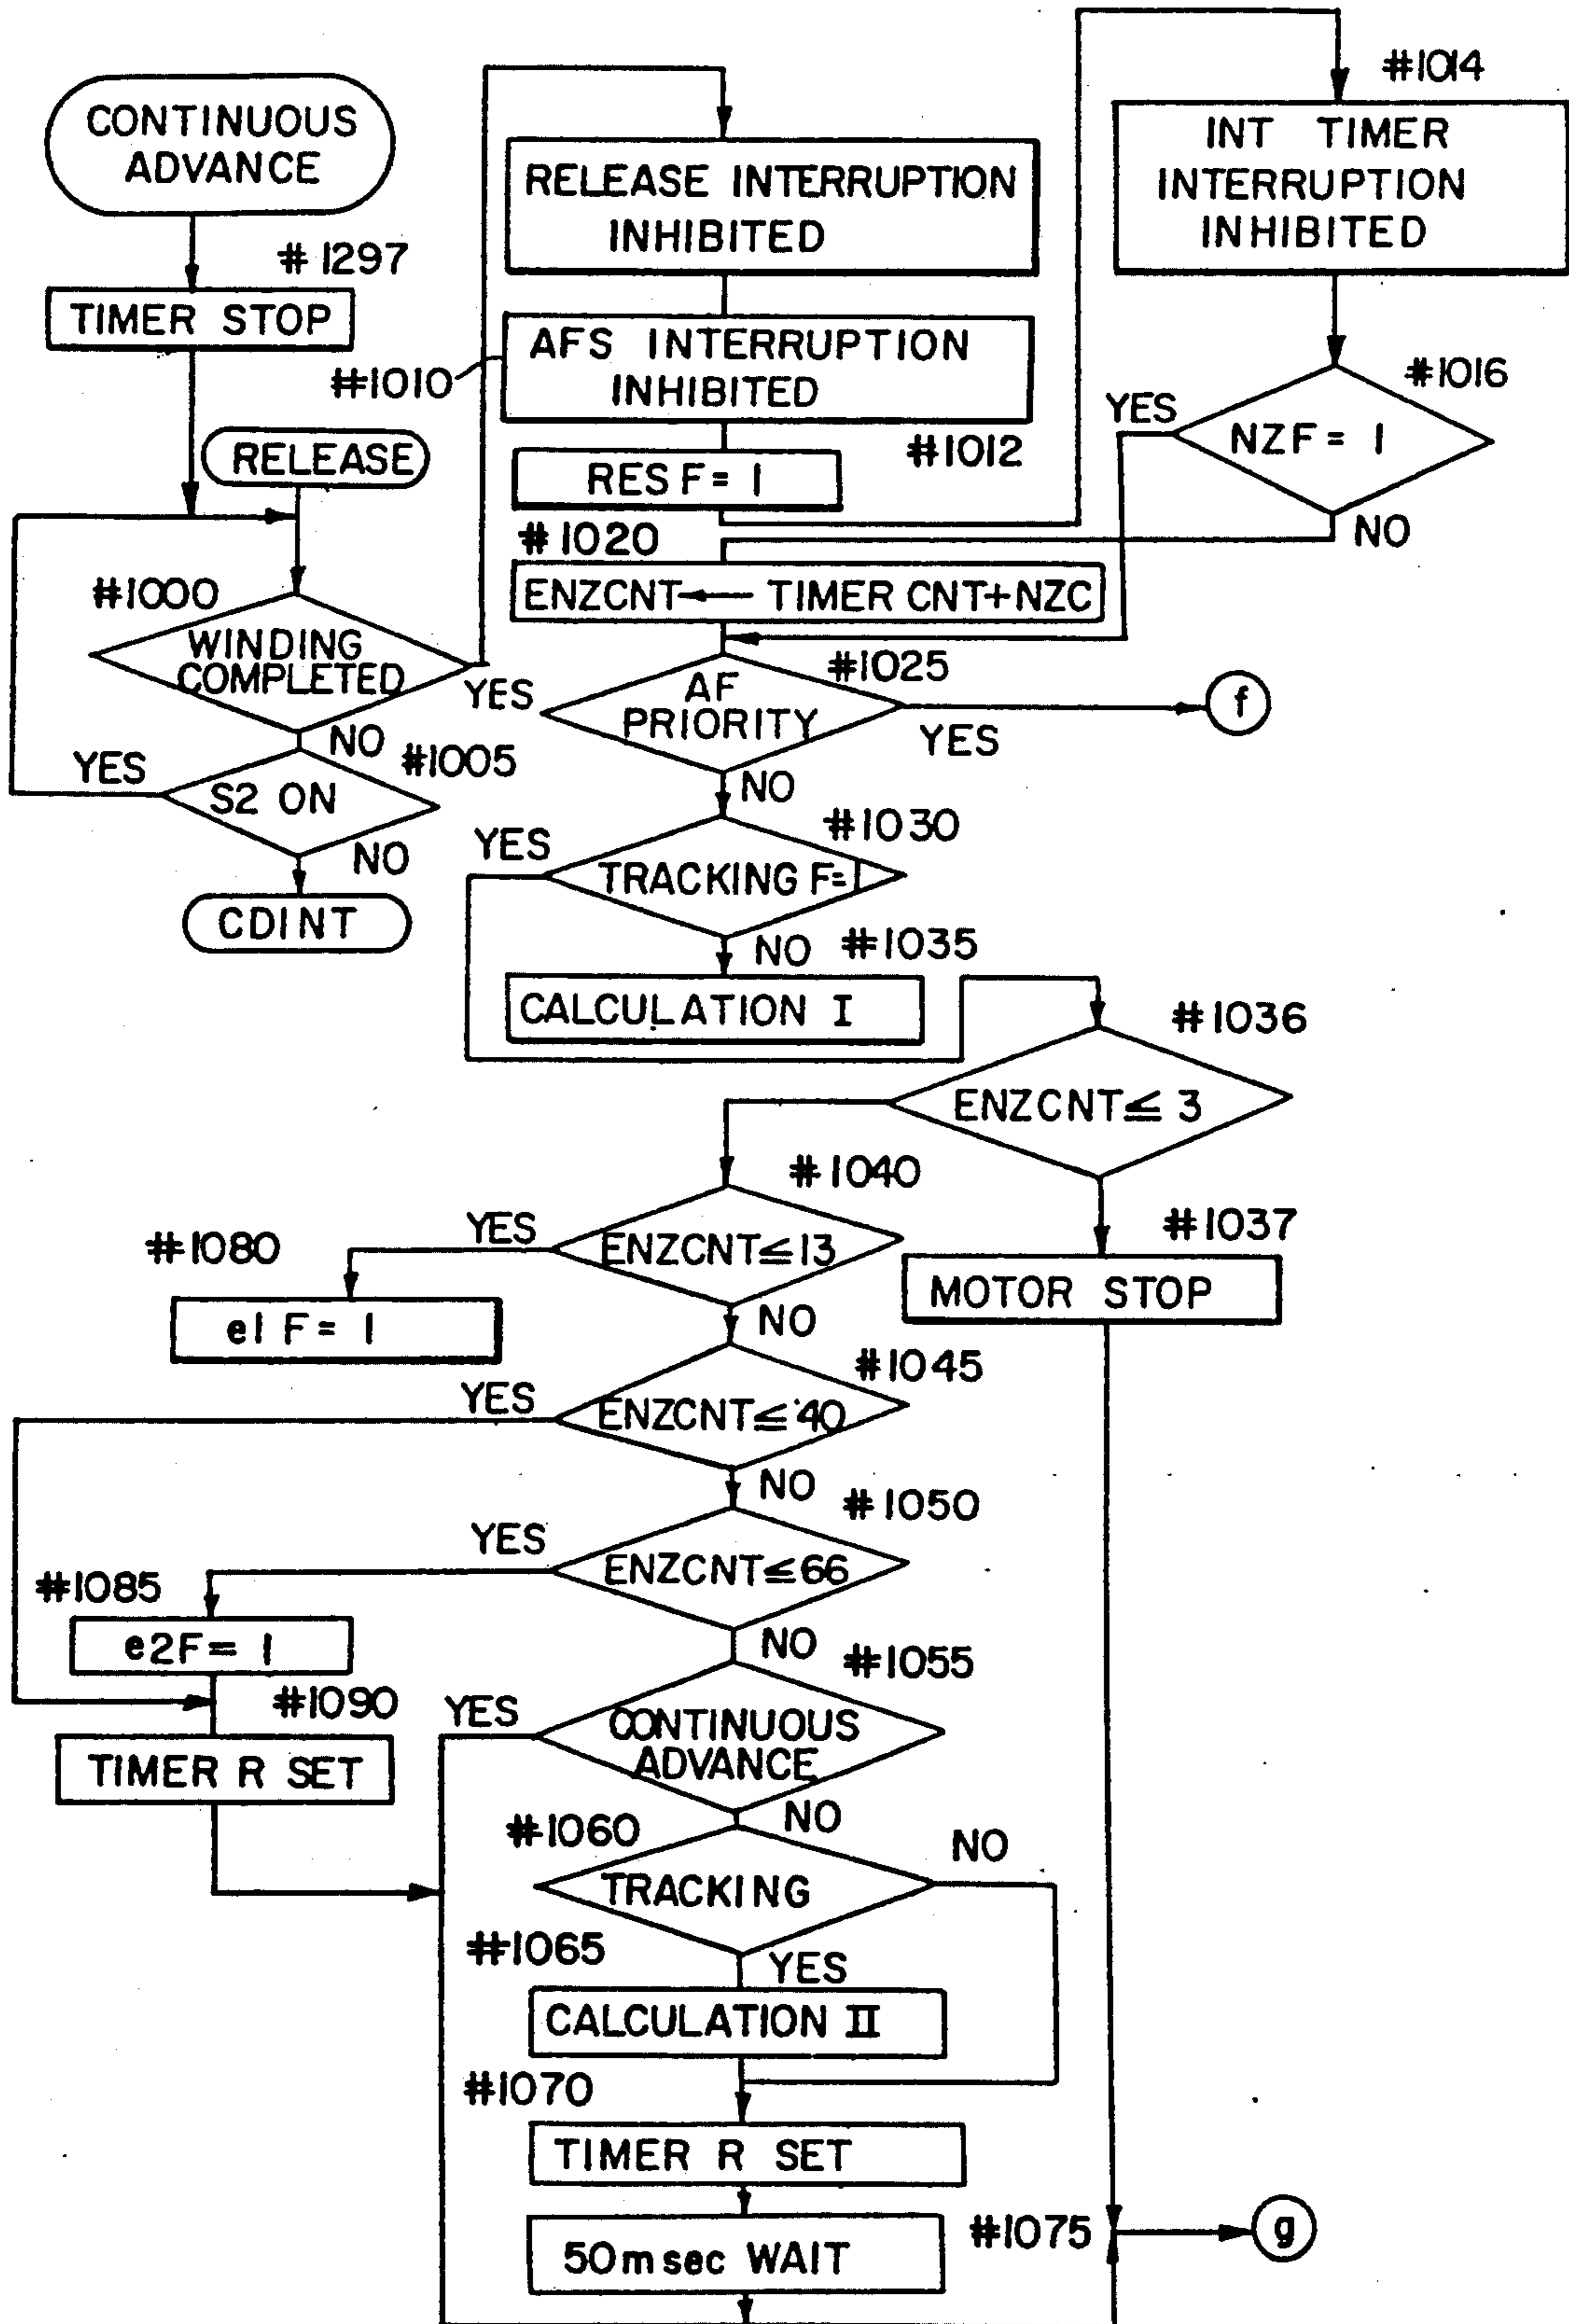 CONTINUOUS
ADVANCE
#1297
TIMER STOP
RELEASE
#1000
WINDING
COMPLETED
YES
NO
#1005
YES
S2 ON
NO
CDINT
RELEASE INTERRUPTION
INHIBITED
AFS INTERRUPTION
INHIBITED
#1010
#1012
RES F= 1
#1014
INT TIMER
INTERRUPTION
INHIBITED
#1016
YES
NZF= 1
NO
#1020
ENZCNT← TIMER CNT+NZC
#1025
AF
PRIORITY
YES
f
NO
#1030
YES
TRACKING F=1
NO
#1035
CALCULATION I
#1036
ENZCNT≦ 3
#1037
MOTOR STOP
#1040
YES
ENZCNT≦13
#1080
e1 F= 1
NO
#1045
YES
ENZCNT≦40
NO
#1050
YES
ENZCNT≦66
#1085
e2F= 1
NO
#1055
#1090
TIMER R SET
YES
CONTINUOUS
ADVANCE
NO
#1060
TRACKING
NO
#1065
YES
CALCULATION II
#1070
TIMER R SET
#1075
50msec WAIT
g